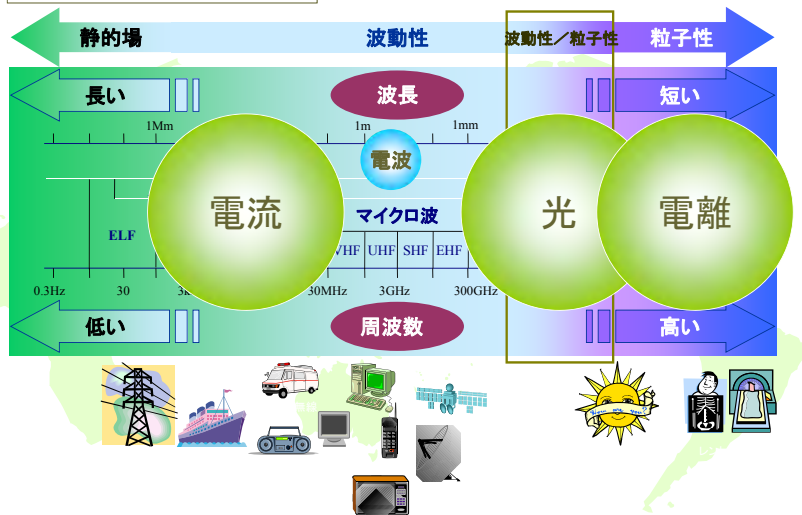 静的場 波動性 波動性／粒子性 粒子性
長い 波長 短い
1Mm 1m 1mm
電波
電流 光 電離
マイクロ波
ELF VHF UHF SHF EHF
0.3Hz 30 30MHz 3GHz 300GHz
低い 周波数 高い